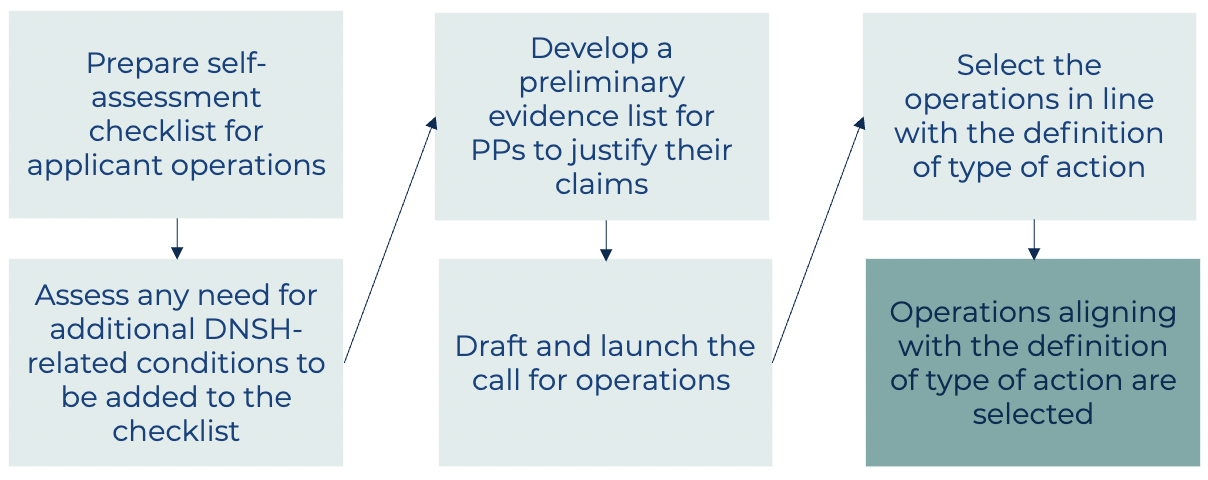 Prepare self-
assessment
checklist for
applicant operations
Assess any need for
additional DNSH-
related conditions to
be added to the
checklist
Develop a
preliminary
evidence list for
PPs to justify their
claims
Draft and launch the
call for operations
Select the
operations in line
with the definition
of type of action
Operations aligning
with the definition
of type of action are
selected